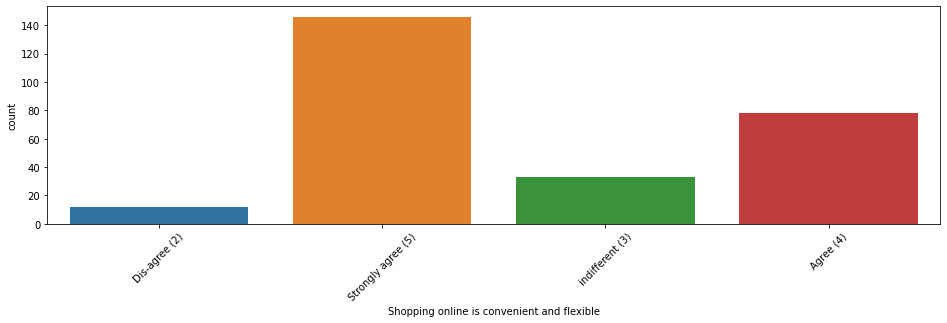 140
120
100
80
60
40
20
0
count
Dis-agree (2)
Strongly agree (5)
indifferent (3)
Agree (4)
Shopping online is convenient and flexible